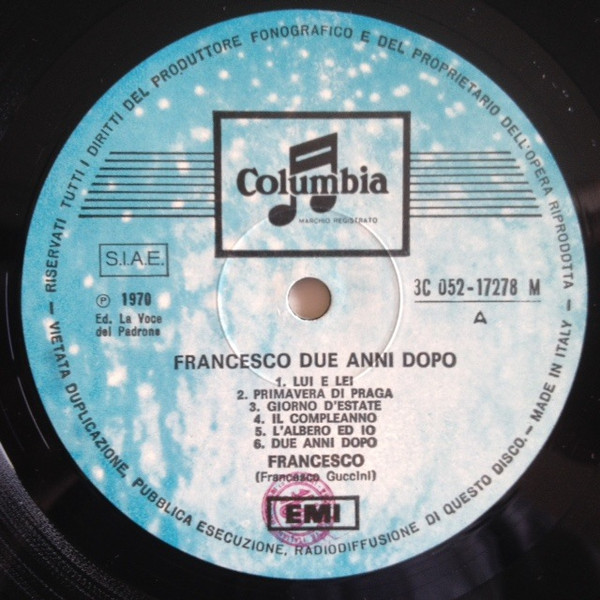 RISERVATI TUTTI I DIRITTI DEL PRODUTTORE FONOGRAFICO E DEL PROPRIETARIO DELL'OPERA RIPRODOTTA
Columbia
MARCHIO REGISTRATO
S.I.A.E.
Ⓟ 1970
Ed. La Voce
del Padrone
3C 052-17278 M
A
FRANCESCO DUE ANNI DOPO
1. LUI E LEI
2. PRIMAVERA DI PRAGA
3. GIORNO D'ESTATE
4. IL COMPLEANNO
5. L'ALBERO ED IO
6. DUE ANNI DOPO
FRANCESCO
(Francesco Guccini)
EMI
— VIETATA DUPLICAZIONE, PUBBLICA ESECUZIONE, RADIODIFFUSIONE DI QUESTO DISCO. — MADE IN ITALY —